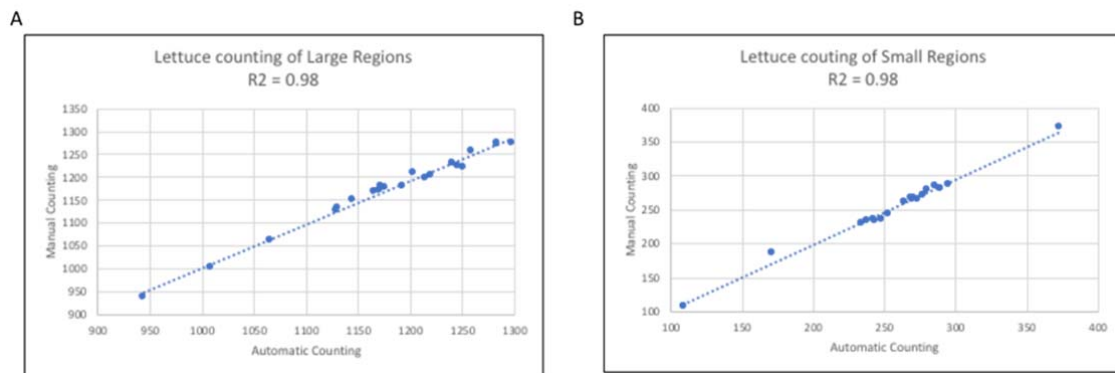 A
Lettuce counting of Large Regions
R2 = 0.98
Manual Counting
1350
1300
1250
1200
1150
1100
1050
1000
950
900
900 950 1000 1050 1100 1150 1200 1250 1300
Automatic Counting
B
Lettuce couting of Small Regions
R2 = 0.98
Manual Counting
400
350
300
250
200
150
100
100 150 200 250 300 350 400
Automatic Counting